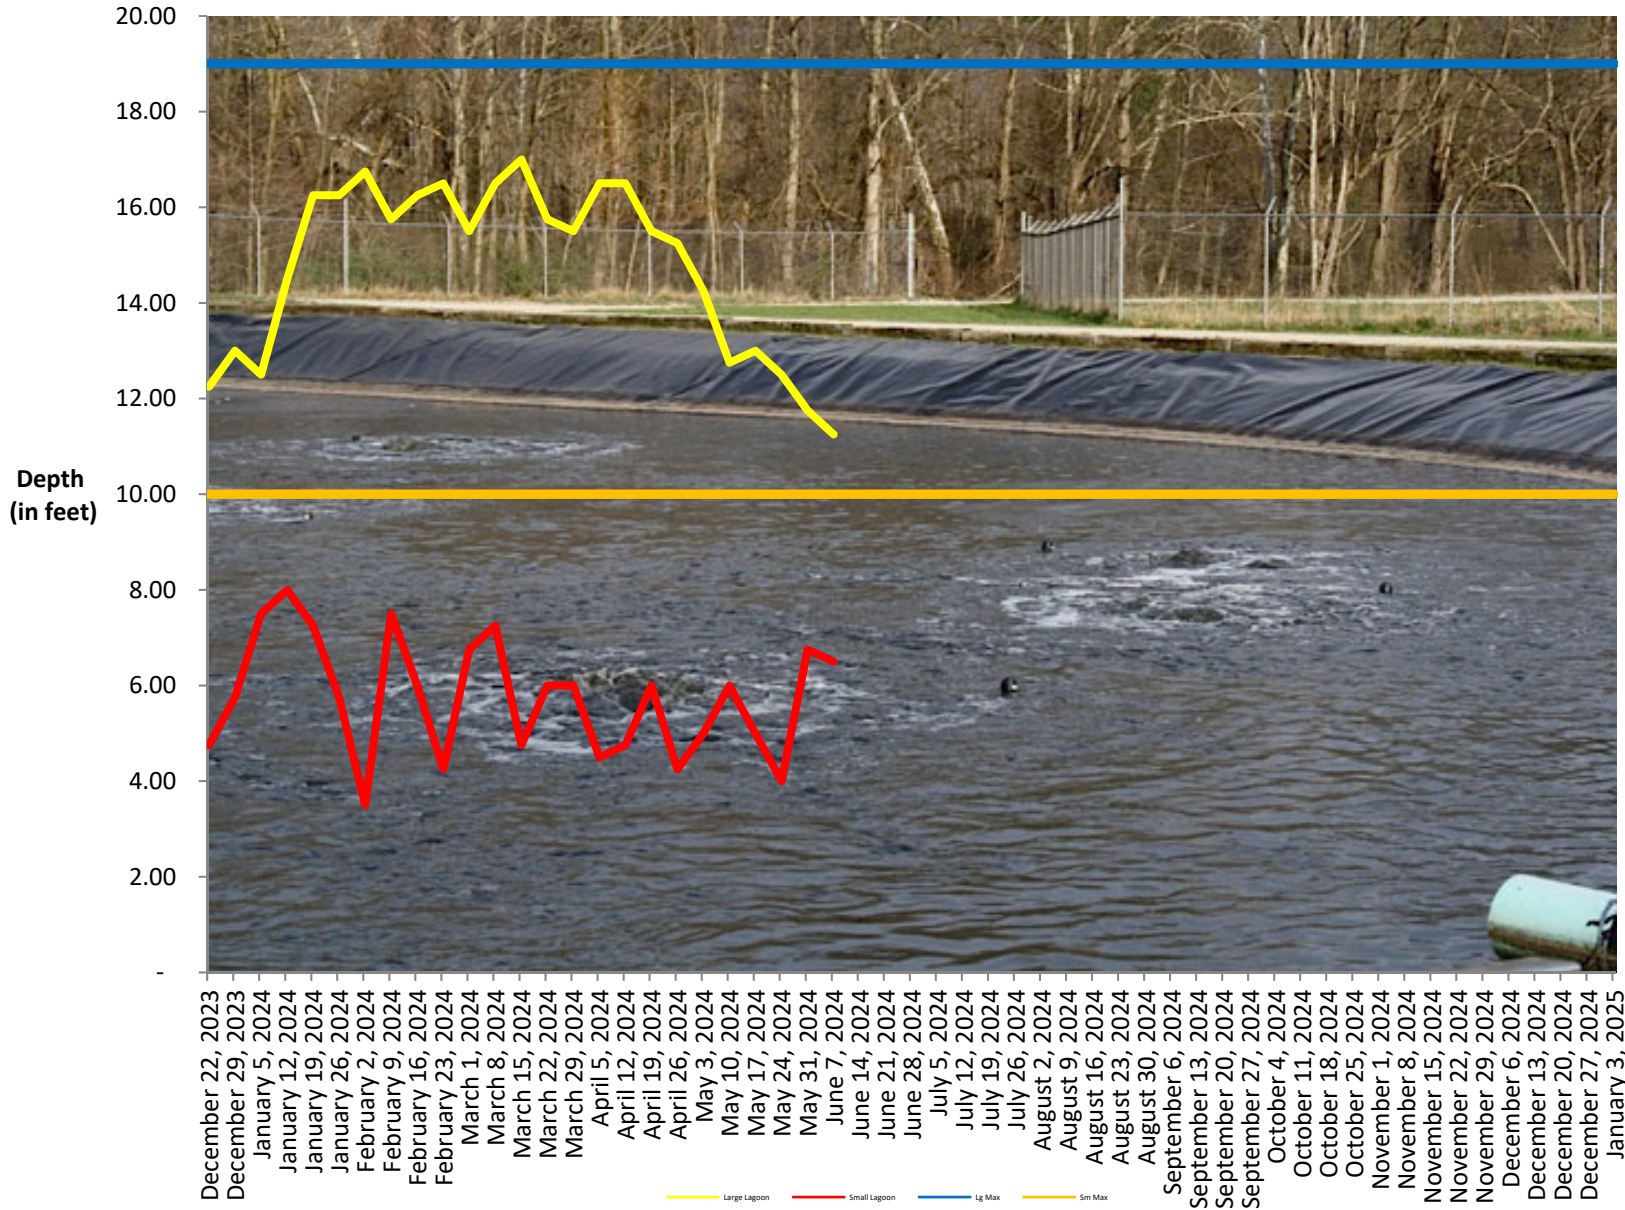 20.00
18.00
16.00
14.00
12.00
10.00
8.00
6.00
4.00
2.00
-
Depth
(in feet)
December 22, 2023
December 29, 2023
January 5, 2024
January 12, 2024
January 19, 2024
January 26, 2024
February 2, 2024
February 9, 2024
February 16, 2024
February 23, 2024
March 1, 2024
March 8, 2024
March 15, 2024
March 22, 2024
March 29, 2024
April 5, 2024
April 12, 2024
April 19, 2024
April 26, 2024
May 3, 2024
May 10, 2024
May 17, 2024
May 24, 2024
May 31, 2024
June 7, 2024
June 14, 2024
June 21, 2024
June 28, 2024
July 5, 2024
July 12, 2024
July 19, 2024
July 26, 2024
August 2, 2024
August 9, 2024
August 16, 2024
August 23, 2024
August 30, 2024
September 6, 2024
September 13, 2024
September 20, 2024
September 27, 2024
October 4, 2024
October 11, 2024
October 18, 2024
October 25, 2024
November 1, 2024
November 8, 2024
November 15, 2024
November 22, 2024
November 29, 2024
December 6, 2024
December 13, 2024
December 20, 2024
December 27, 2024
January 3, 2025
Large Lagoon Small Lagoon Lg Max Sm Max